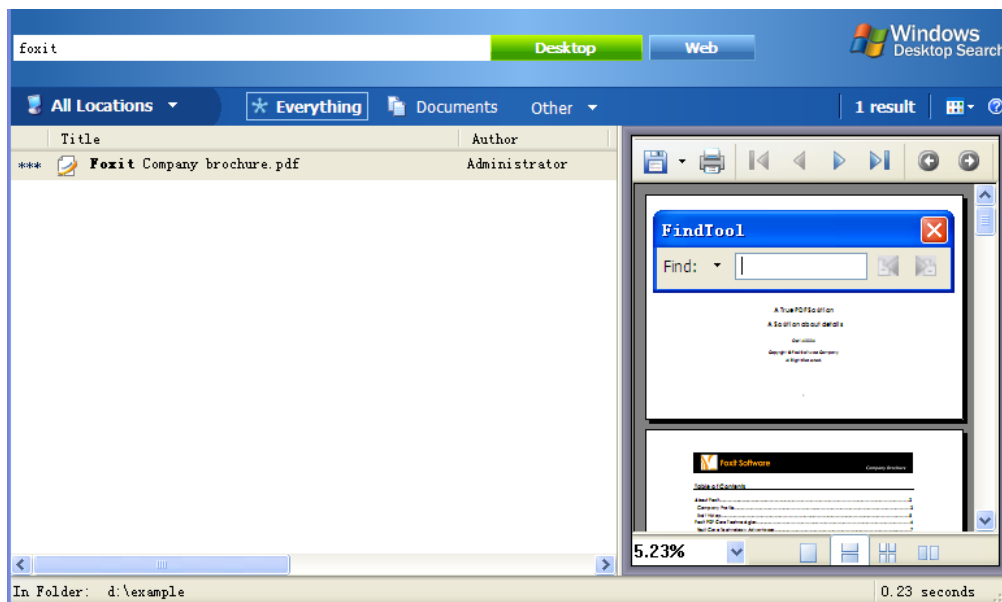 foxit
Desktop
Web
Windows
Desktop Search
All Locations
Everything
Documents
Other
1 result
Title
Author
*** Foxit Company brochure.pdf
Administrator
FindTool
Find:
A True PDF Solution
A Solution about details
Foxit Software
Company Brochure
Table of Contents
5.23%
In Folder: d:\example
0.23 seconds